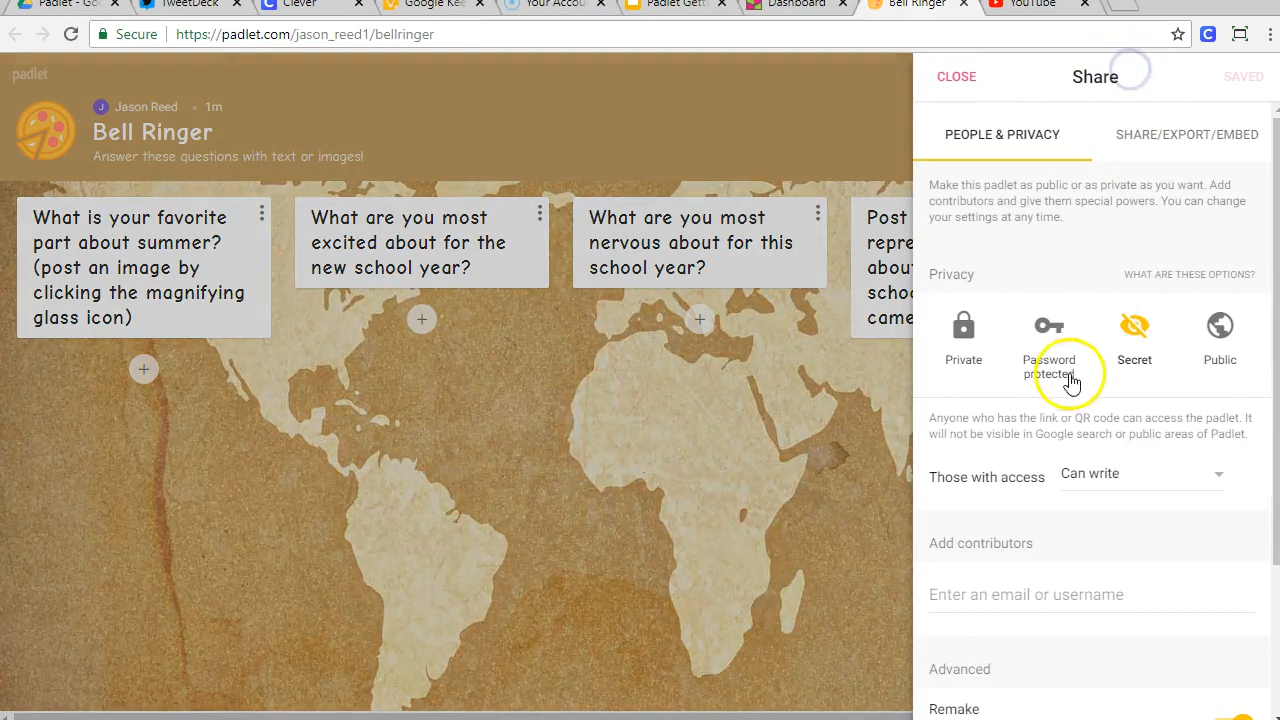 Padlet - Goo
TweetDeck
Clever
Google Kee
Your Accou
Padlet Getti
Dashboard
Bell Ringer
YouTube
Secure
https://padlet.com/jason_reed1/bellringer
padlet
J Jason Reed • 1m
Bell Ringer
Answer these questions with text or images!
What is your favorite
part about summer?
(post an image by
clicking the magnifying
glass icon)
What are you most
excited about for the
new school year?
What are you most
nervous about for this
school year?
Post
repre
about
schoo
came
CLOSE
Share
SAVED
PEOPLE & PRIVACY
SHARE/EXPORT/EMBED
Make this padlet as public or as private as you want. Add
contributors and give them special powers. You can change
your settings at any time.
Privacy
WHAT ARE THESE OPTIONS?
Private
Password
protected
Secret
Public
Anyone who has the link or QR code can access the padlet. It
will not be visible in Google search or public areas of Padlet.
Those with access
Can write
Add contributors
Enter an email or username
Advanced
Remake